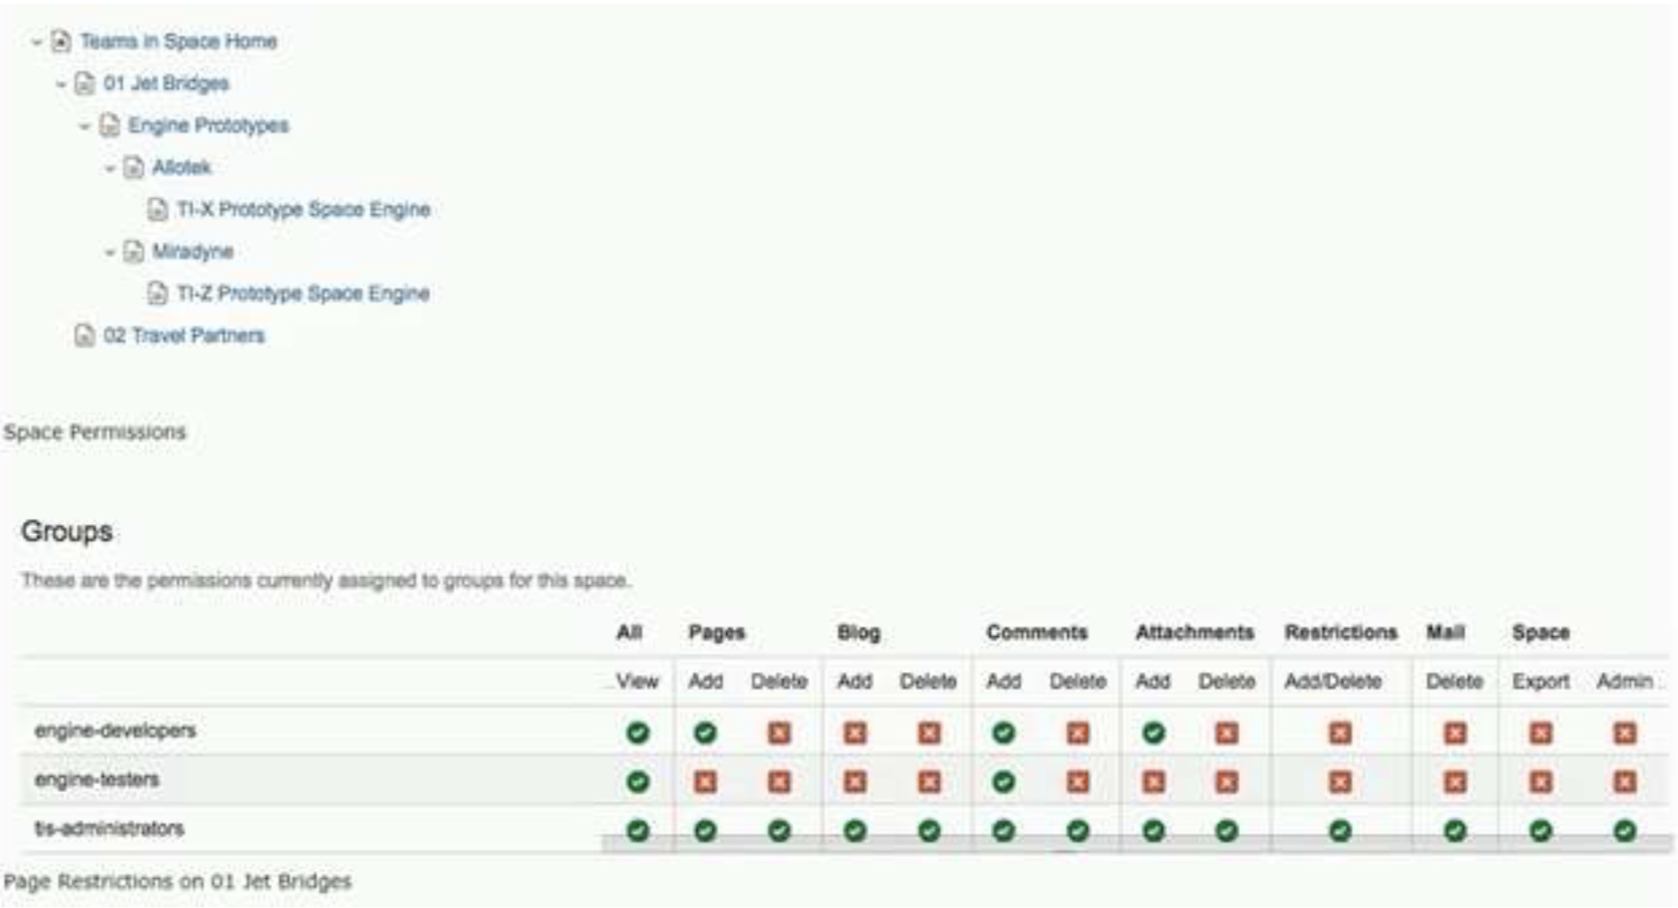 Teams in Space Home
01 Jet Bridges
Engine Prototypes
Allotek
TI-X Prototype Space Engine
Miradyne
TI-Z Prototype Space Engine
02 Travel Partners
Space Permissions
Groups
These are the permissions currently assigned to groups for this space.
All Pages Blog Comments Attachments Restrictions Mail Space
View Add Delete Add Delete Add Delete Add Delete Add/Delete Delete Export Admin
engine-developers
engine-testers
tis-administrators
Page Restrictions on 01 Jet Bridges